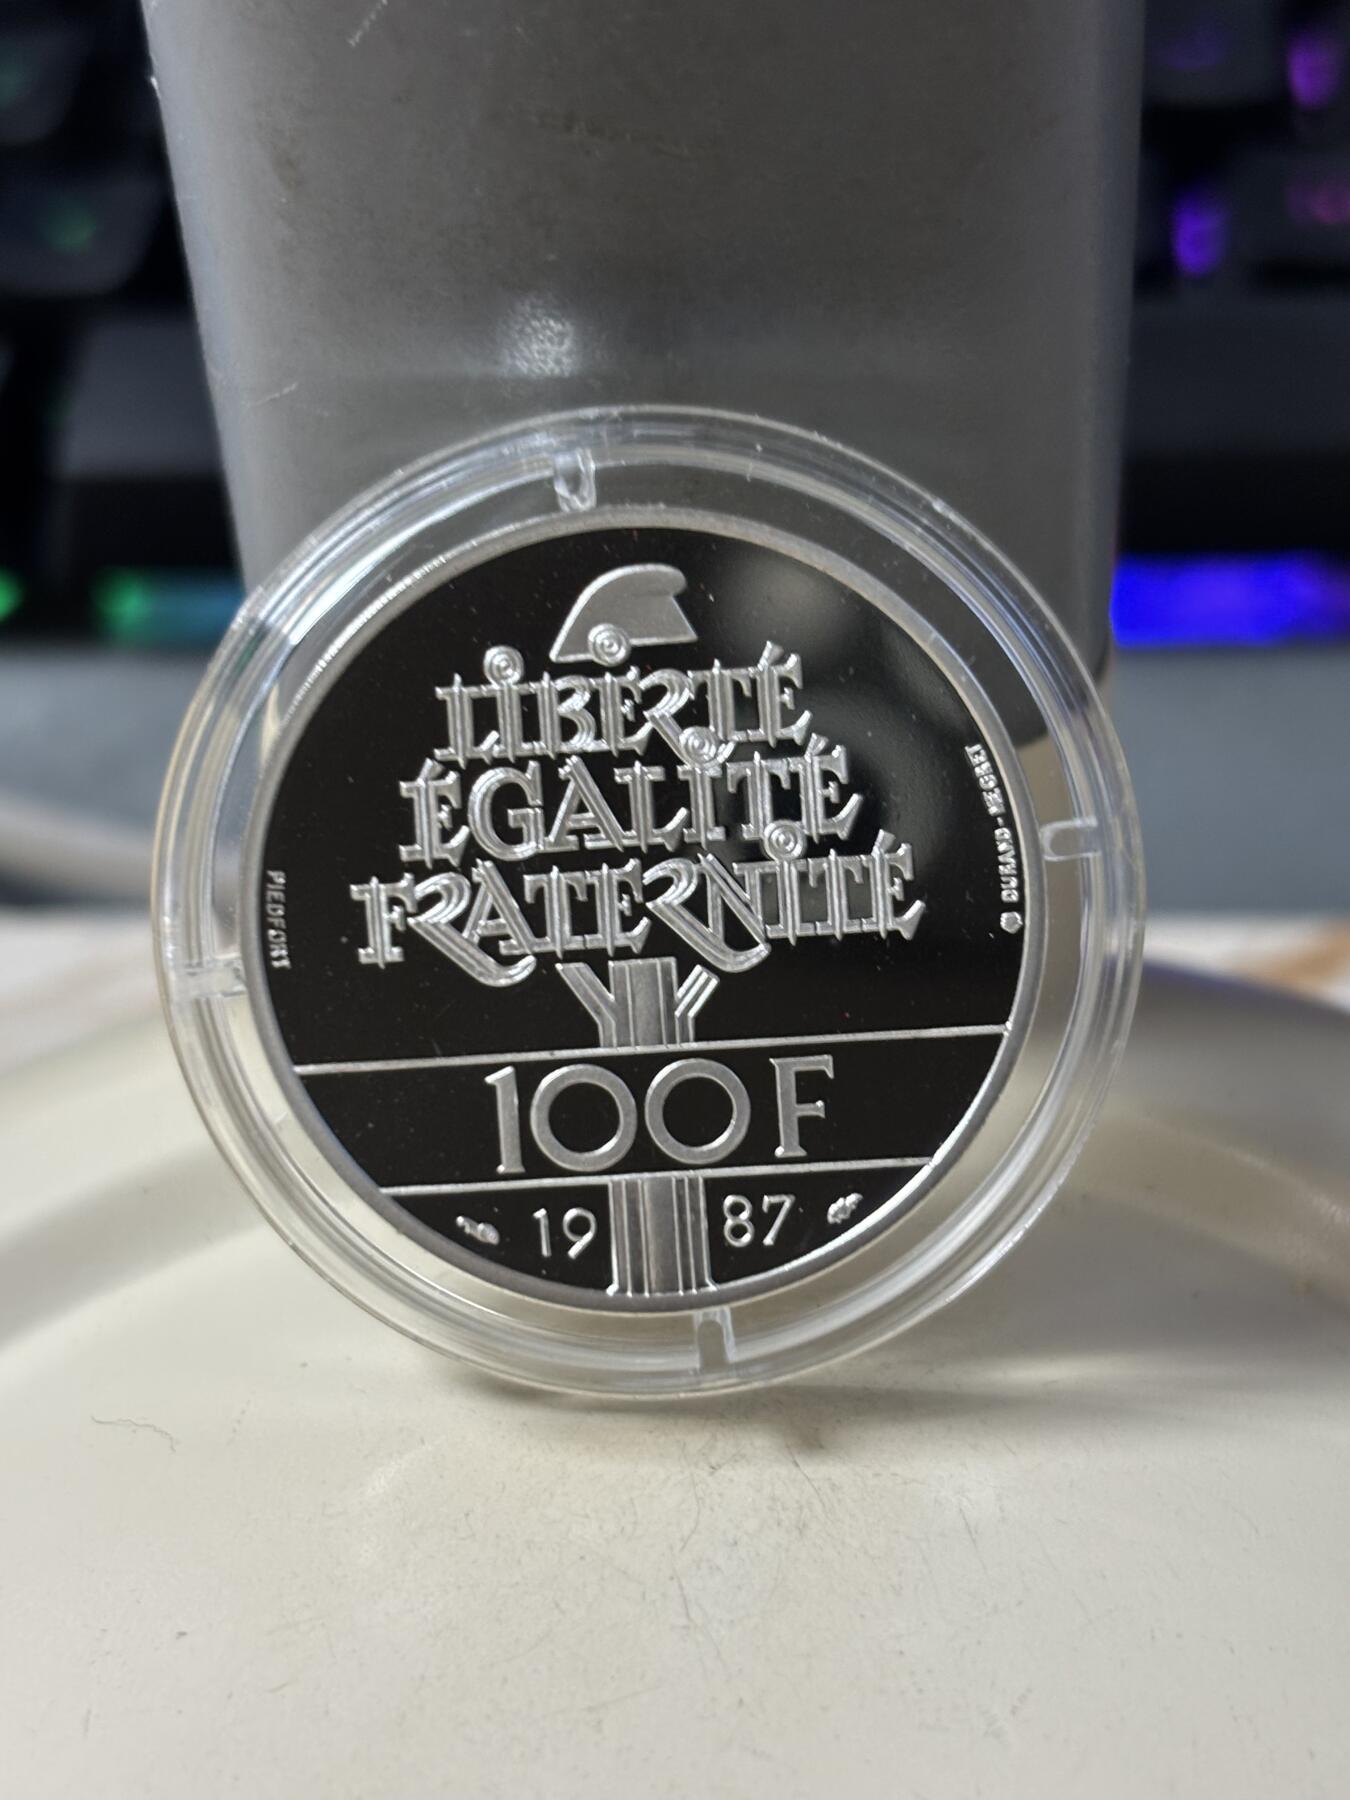 LIBERTÉ
ÉGALITÉ
FRATERNITÉ
PIEDFORT
DURAND-MEGRET
100 F
19 87